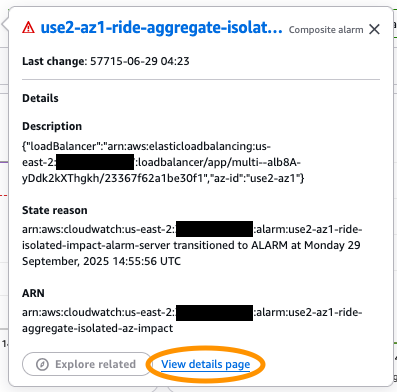 use2-az1-ride-aggregate-isolat... Composite alarm
Last change: 57715-06-29 04:23
Details
Description
{"loadBalancer":"arn:aws:elasticloadbalancing:us-
east-2: :loadbalancer/app/multi--alb8A-
yDdk2kXThgkh/23367f62a1be30f1","az-id":"use2-az1"}
State reason
arn:aws:cloudwatch:us-east-2: :alarm:use2-az1-ride-
isolated-impact-alarm-server transitioned to ALARM at Monday 29
September, 2025 14:55:56 UTC
ARN
arn:aws:cloudwatch:us-east-2: :alarm:use2-az1-ride-
aggregate-isolated-az-impact
Explore related View details page